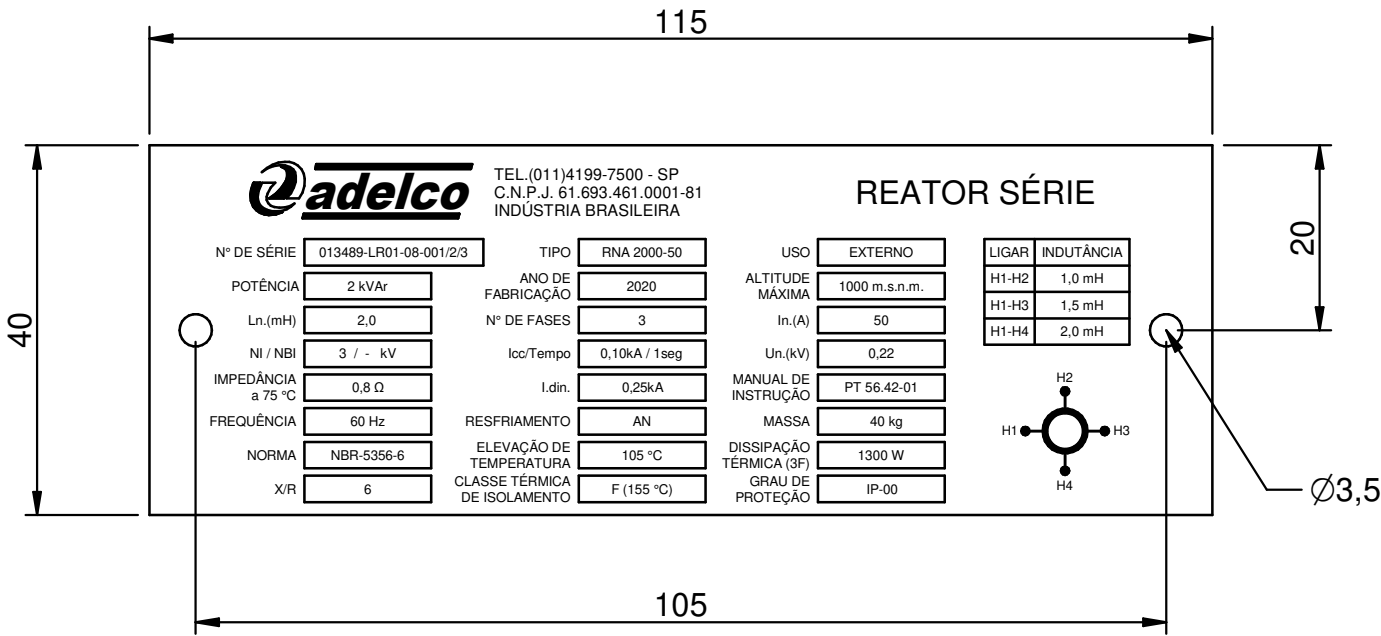 115
adelco
TEL.(011)4199-7500 - SP
C.N.P.J. 61.693.461.0001-81
INDÚSTRIA BRASILEIRA
REATOR SÉRIE
N° DE SÉRIE 013489-LR01-08-001/2/3 TIPO RNA 2000-50 USO EXTERNO LIGAR INDUTÂNCIA
POTÊNCIA 2 kVAr ANO DE FABRICAÇÃO 2020 ALTITUDE MÁXIMA 1000 m.s.n.m. H1-H2 1,0 mH
Ln.(mH) 2,0 N° DE FASES 3 In.(A) 50 H1-H3 1,5 mH
H1-H4 2,0 mH
NI / NBI 3 / - kV Icc/Tempo 0,10kA / 1seg Un.(kV) 0,22
IMPEDÂNCIA a 75 °C 0,8 Ω I.din. 0,25kA MANUAL DE INSTRUÇÃO PT 56.42-01
FREQUÊNCIA 60 Hz RESFRIAMENTO AN MASSA 40 kg
NORMA NBR-5356-6 ELEVAÇÃO DE TEMPERATURA 105 °C DISSIPAÇÃO TÉRMICA (3F) 1300 W
X/R 6 CLASSE TÉRMICA DE ISOLAMENTO F (155 °C) GRAU DE PROTEÇÃO IP-00
H2
H1 H3
H4
40
20
Ø3,5
105